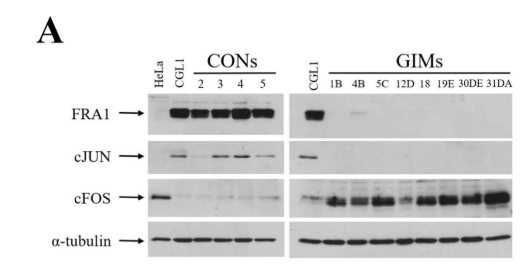 A
CONs GIMs
HeLa CGL1 2 3 4 5 CGL1 1B 4B 5C 12D 18 19E 30DE 31DA
FRA1
cJUN
cFOS
α-tubulin